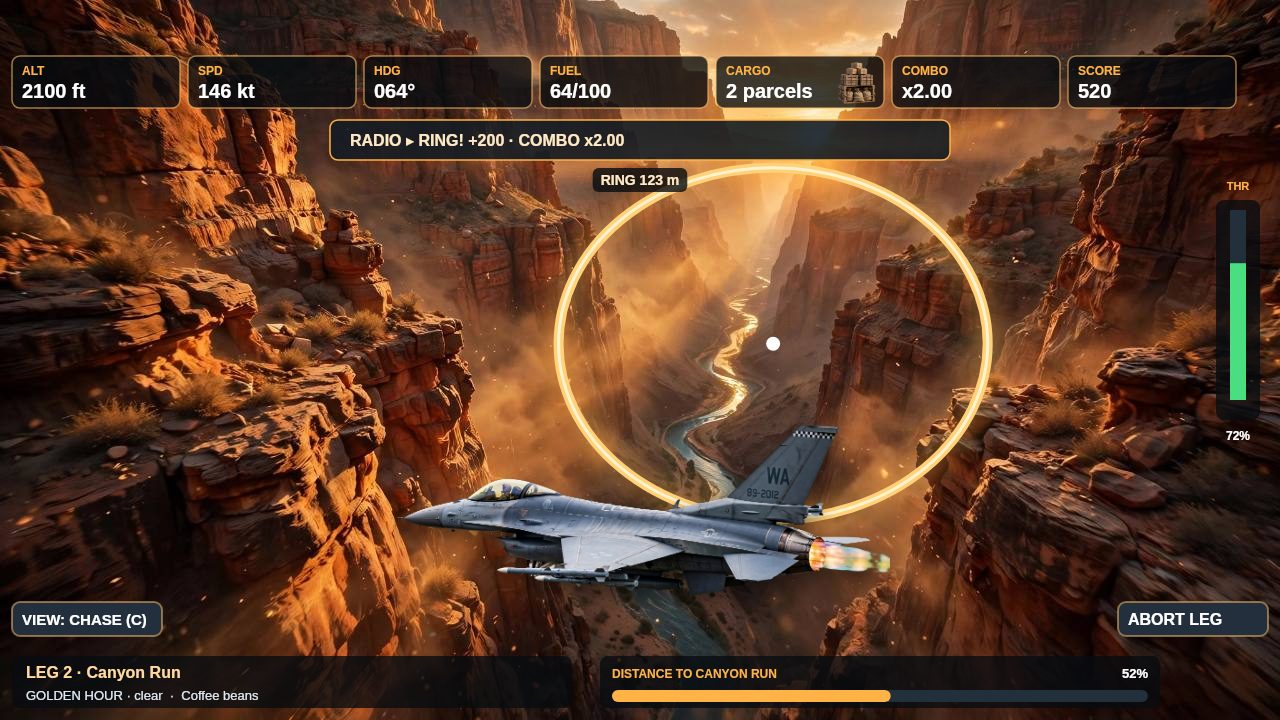 ALT
2100 ft
SPD
146 kt
HDG
064°
FUEL
64/100
CARGO
2 parcels
COMBO
x2.00
SCORE
520
RADIO ▸ RING! +200 · COMBO x2.00
RING 123 m
THR
72%
WA
99-2012
VIEW: CHASE (C)
ABORT LEG
LEG 2 · Canyon Run
GOLDEN HOUR · clear · Coffee beans
DISTANCE TO CANYON RUN
52%